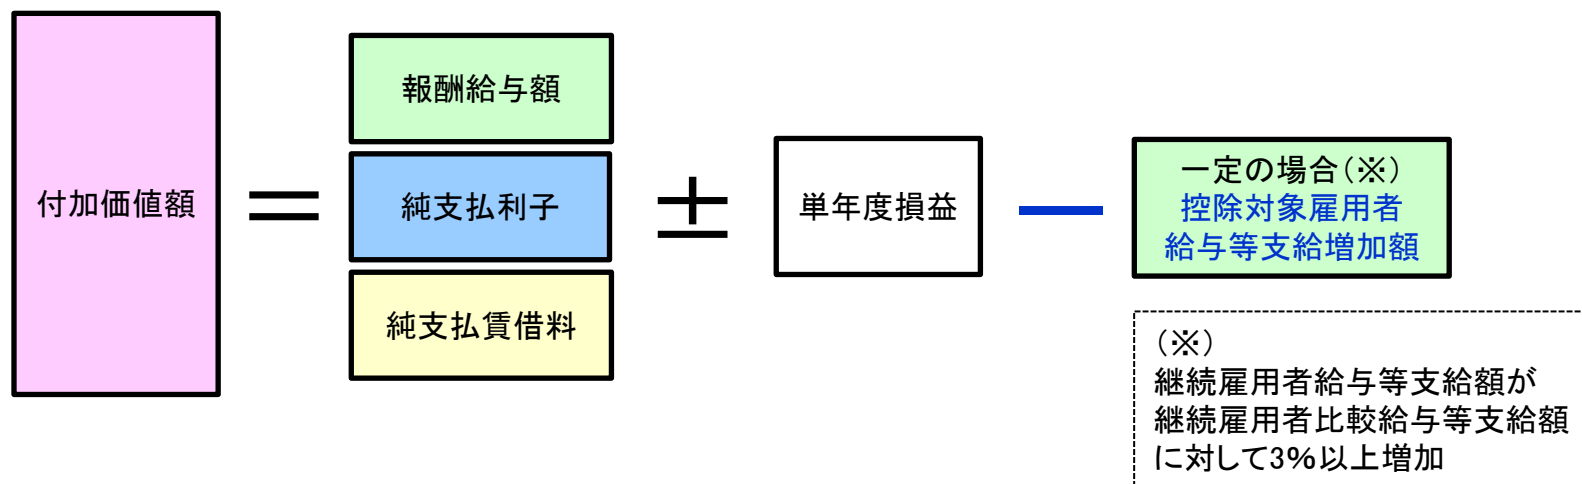 付加価値額
＝
報酬給与額
純支払利子
純支払賃借料
±
単年度損益
－
一定の場合（※）
控除対象雇用者
給与等支給増加額
（※）
継続雇用者給与等支給額が
継続雇用者比較給与等支給額
に対して3％以上増加